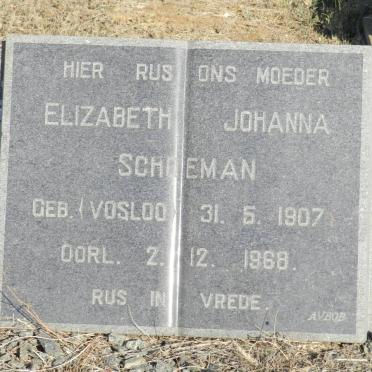 HIER RUS ONS MOEDER
ELIZABETH JOHANNA
SCHOEMAN
GEB. (VOSLOO) 31. 5. 1907
OORL. 2. 12. 1968.
RUS IN VREDE.
AVBOB